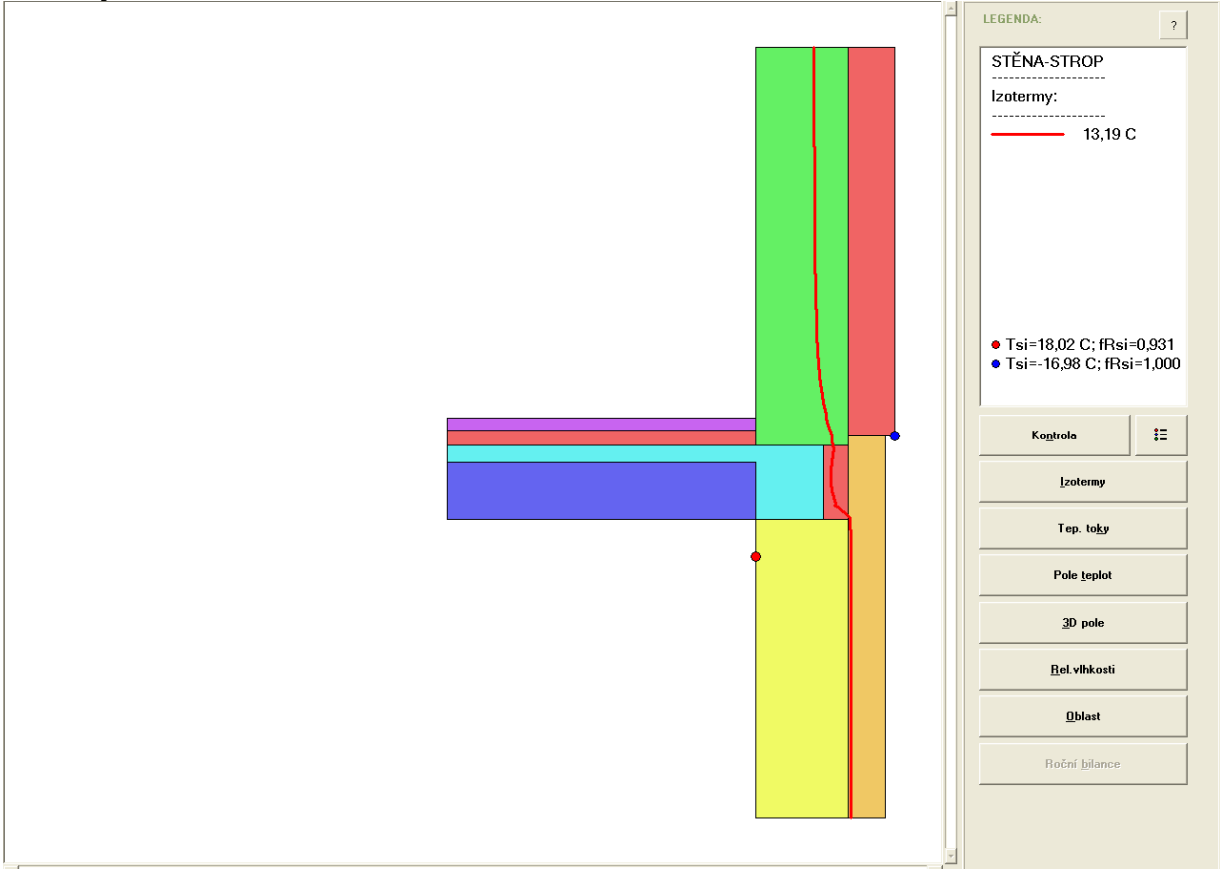 LEGENDA:
?
STĚNA-STROP
--------------------
Izotermy:
--------------------
13,19 C
Tsi=18,02 C; fRsi=0,931
Tsi=-16,98 C; fRsi=1,000
Kontrola
Izotermy
Tep. toky
Pole teplot
3D pole
Rel.vlhkosti
Oblast
Roční bilance